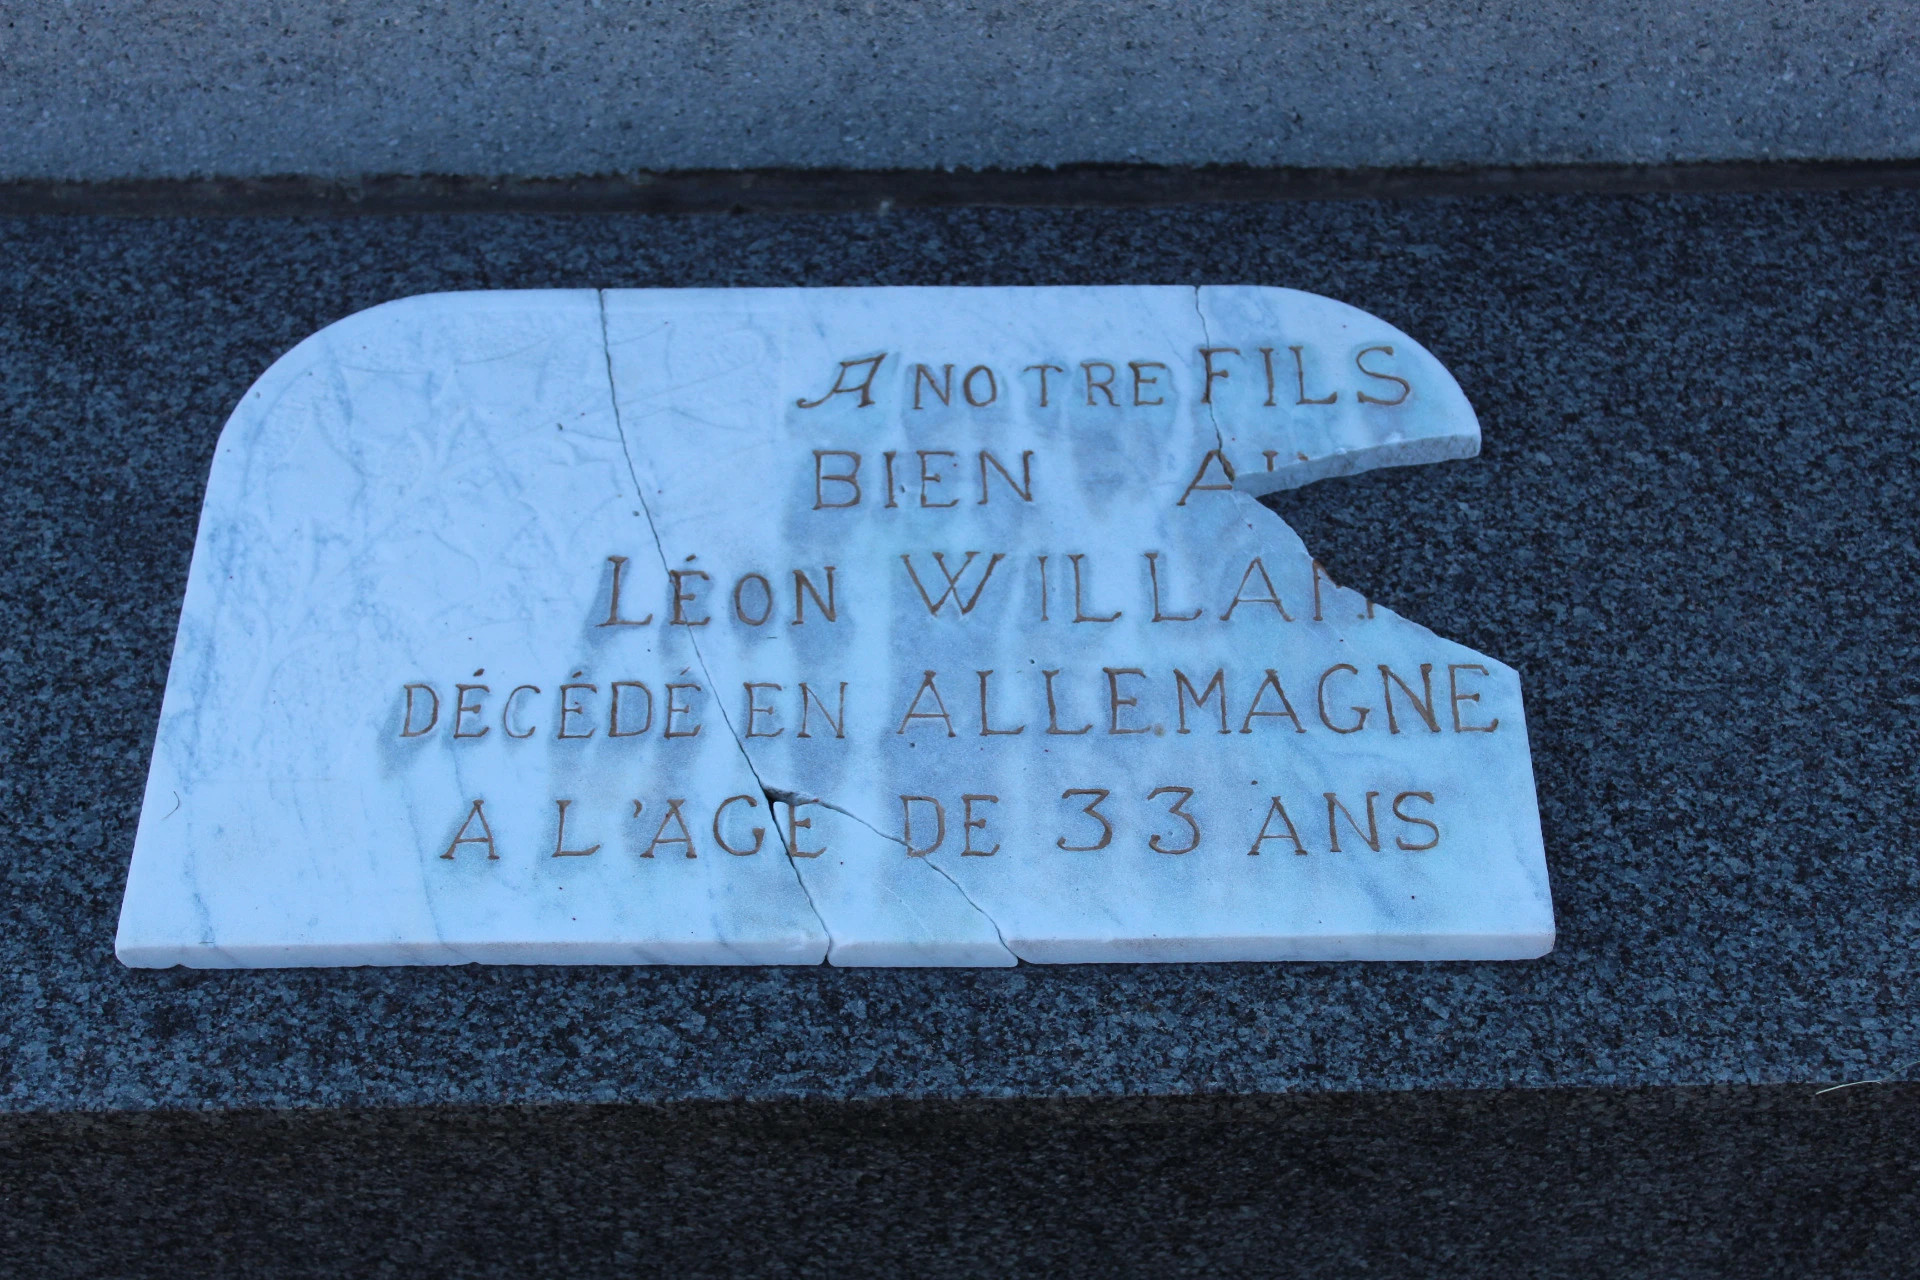 A NOTRE FILS
BIEN
LÉON
DÉCÉDÉ EN ALLEMAGNE
A L'AGE DE 33 ANS